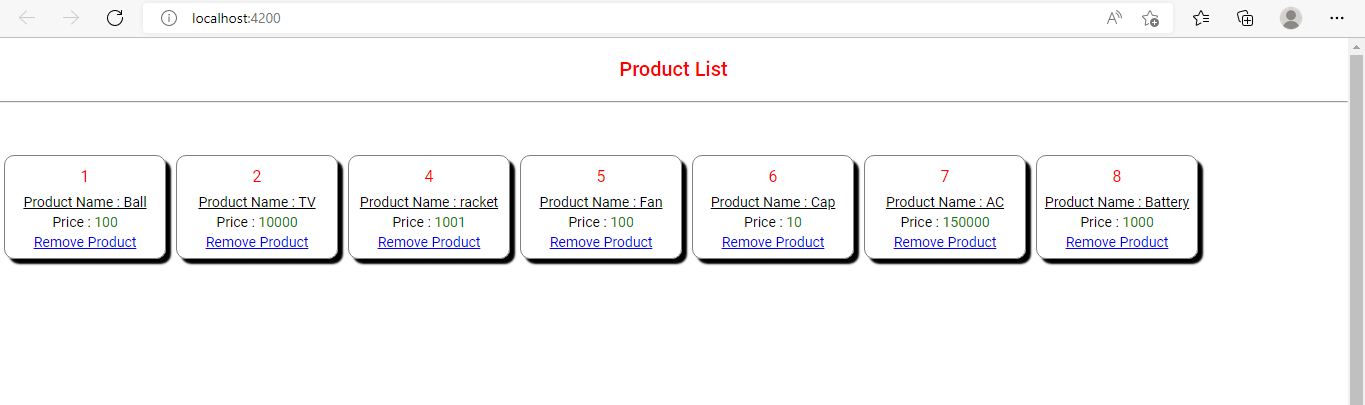 localhost:4200
Product List
1
Product Name : Ball
Price : 100
Remove Product
2
Product Name : TV
Price : 10000
Remove Product
4
Product Name : racket
Price : 1001
Remove Product
5
Product Name : Fan
Price : 100
Remove Product
6
Product Name : Cap
Price : 10
Remove Product
7
Product Name : AC
Price : 150000
Remove Product
8
Product Name : Battery
Price : 1000
Remove Product